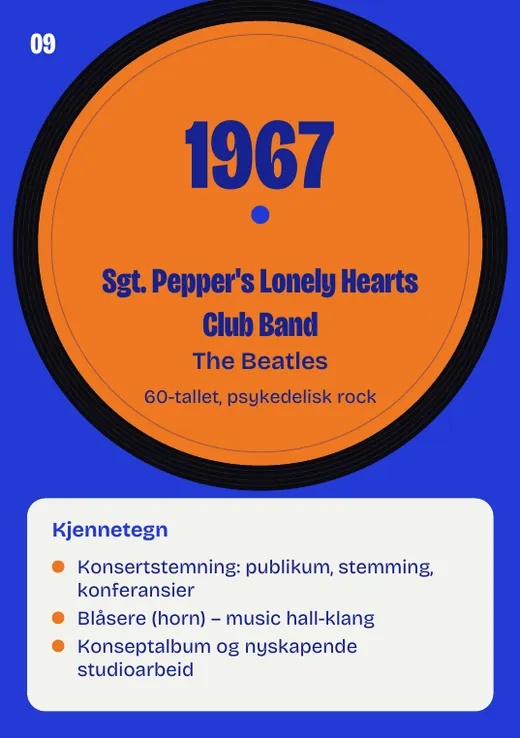 09
1967
Sgt. Pepper's Lonely Hearts
Club Band
The Beatles
60-tallet, psykedelisk rock
Kjennetegn
Konsertstemning: publikum, stemming,
konferansier
Blåsere (horn) – music hall-klang
Konseptalbum og nyskapende
studioarbeid